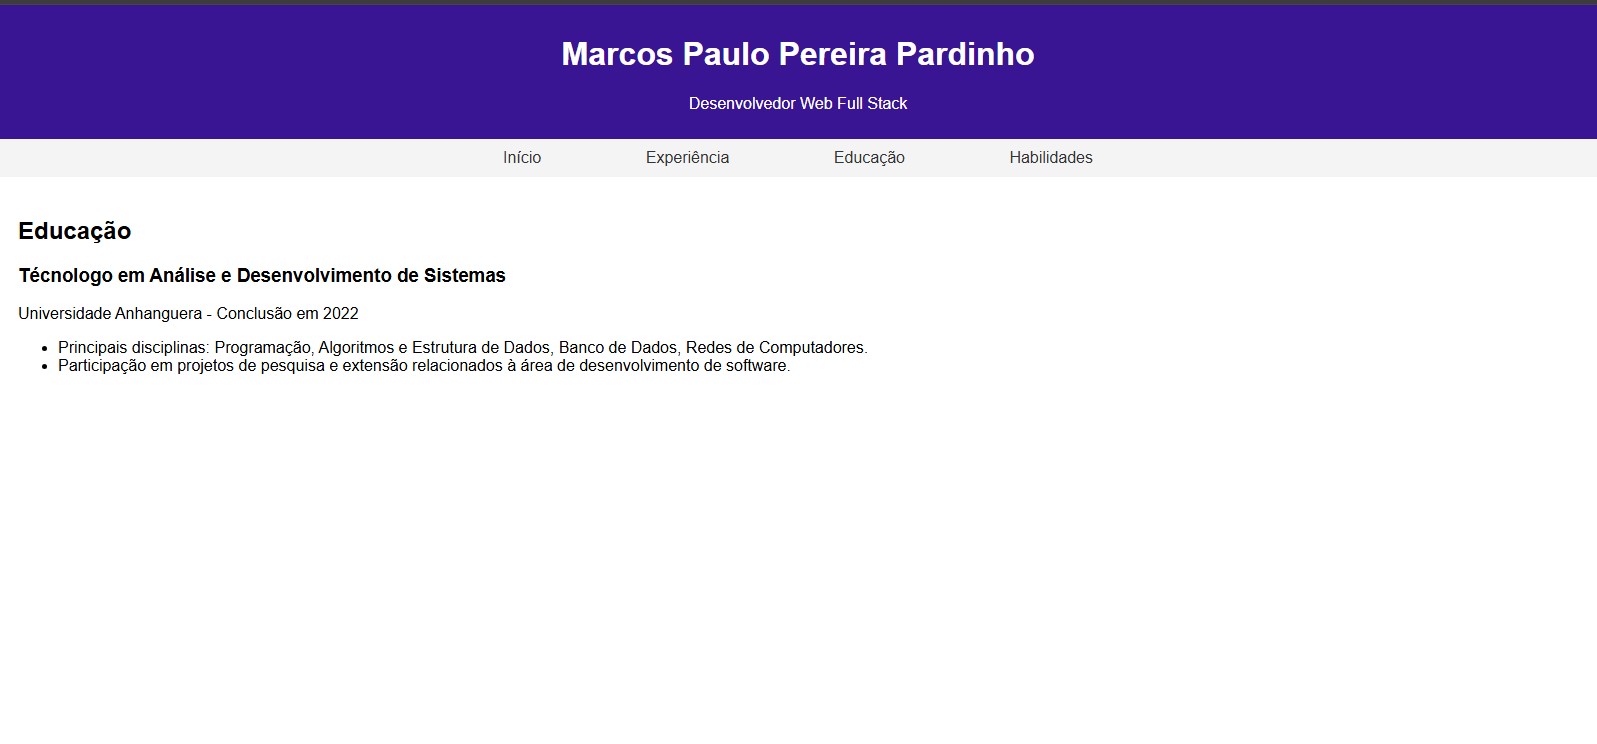 Marcos Paulo Pereira Pardinho
Desenvolvedor Web Full Stack
Início Experiência Educação Habilidades
Educação
Técnologo em Análise e Desenvolvimento de Sistemas
Universidade Anhanguera - Conclusão em 2022
Principais disciplinas: Programação, Algoritmos e Estrutura de Dados, Banco de Dados, Redes de Computadores.
Participação em projetos de pesquisa e extensão relacionados à área de desenvolvimento de software.